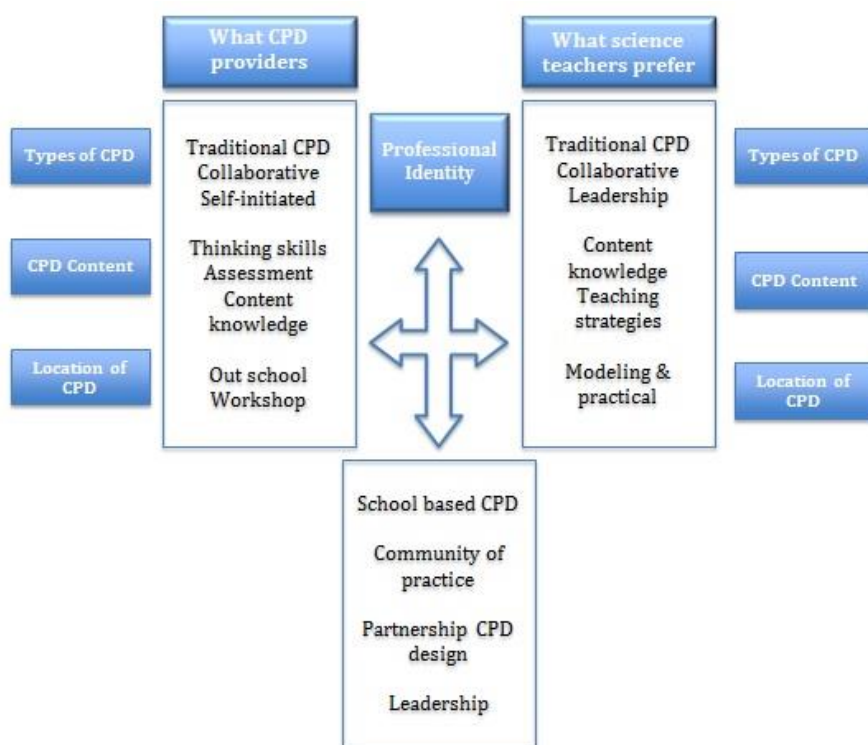 What CPD
providers
What science
teachers prefer
Types of CPD
CPD Content
Location of
CPD
Traditional CPD
Collaborative
Self-initiated
Thinking skills
Assessment
Content
knowledge
Out school
Workshop
Professional
Identity
Traditional CPD
Collaborative
Leadership
Content
knowledge
Teaching
strategies
Modeling &
practical
Types of CPD
CPD Content
Location of
CPD
School based CPD
Community of
practice
Partnership CPD
design
Leadership